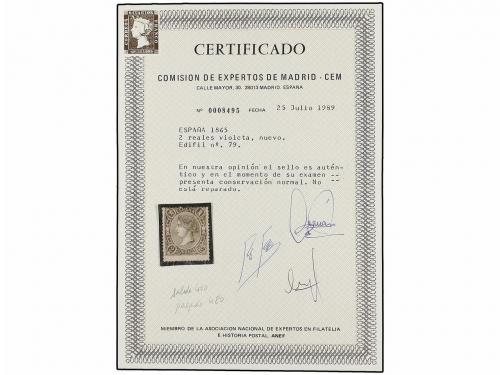 CERTIFICADO
COMISION DE EXPERTOS DE MADRID - CEM
CALLE MAYOR, 30. 28013 MADRID. ESPAÑA
Nº 0008495 FECHA 25 Julio 1989
ESPAÑA 1865
2 reales violeta, nuevo.
Edifil nº. 79.
En nuestra opinión el sello es autén-
tico y en el momento de su examen --
presenta conservación normal. No --
está reparado.
MIEMBRO DE LA ASOCIACION NACIONAL DE EXPERTOS EN FILATELIA
E HISTORIA POSTAL ANEF